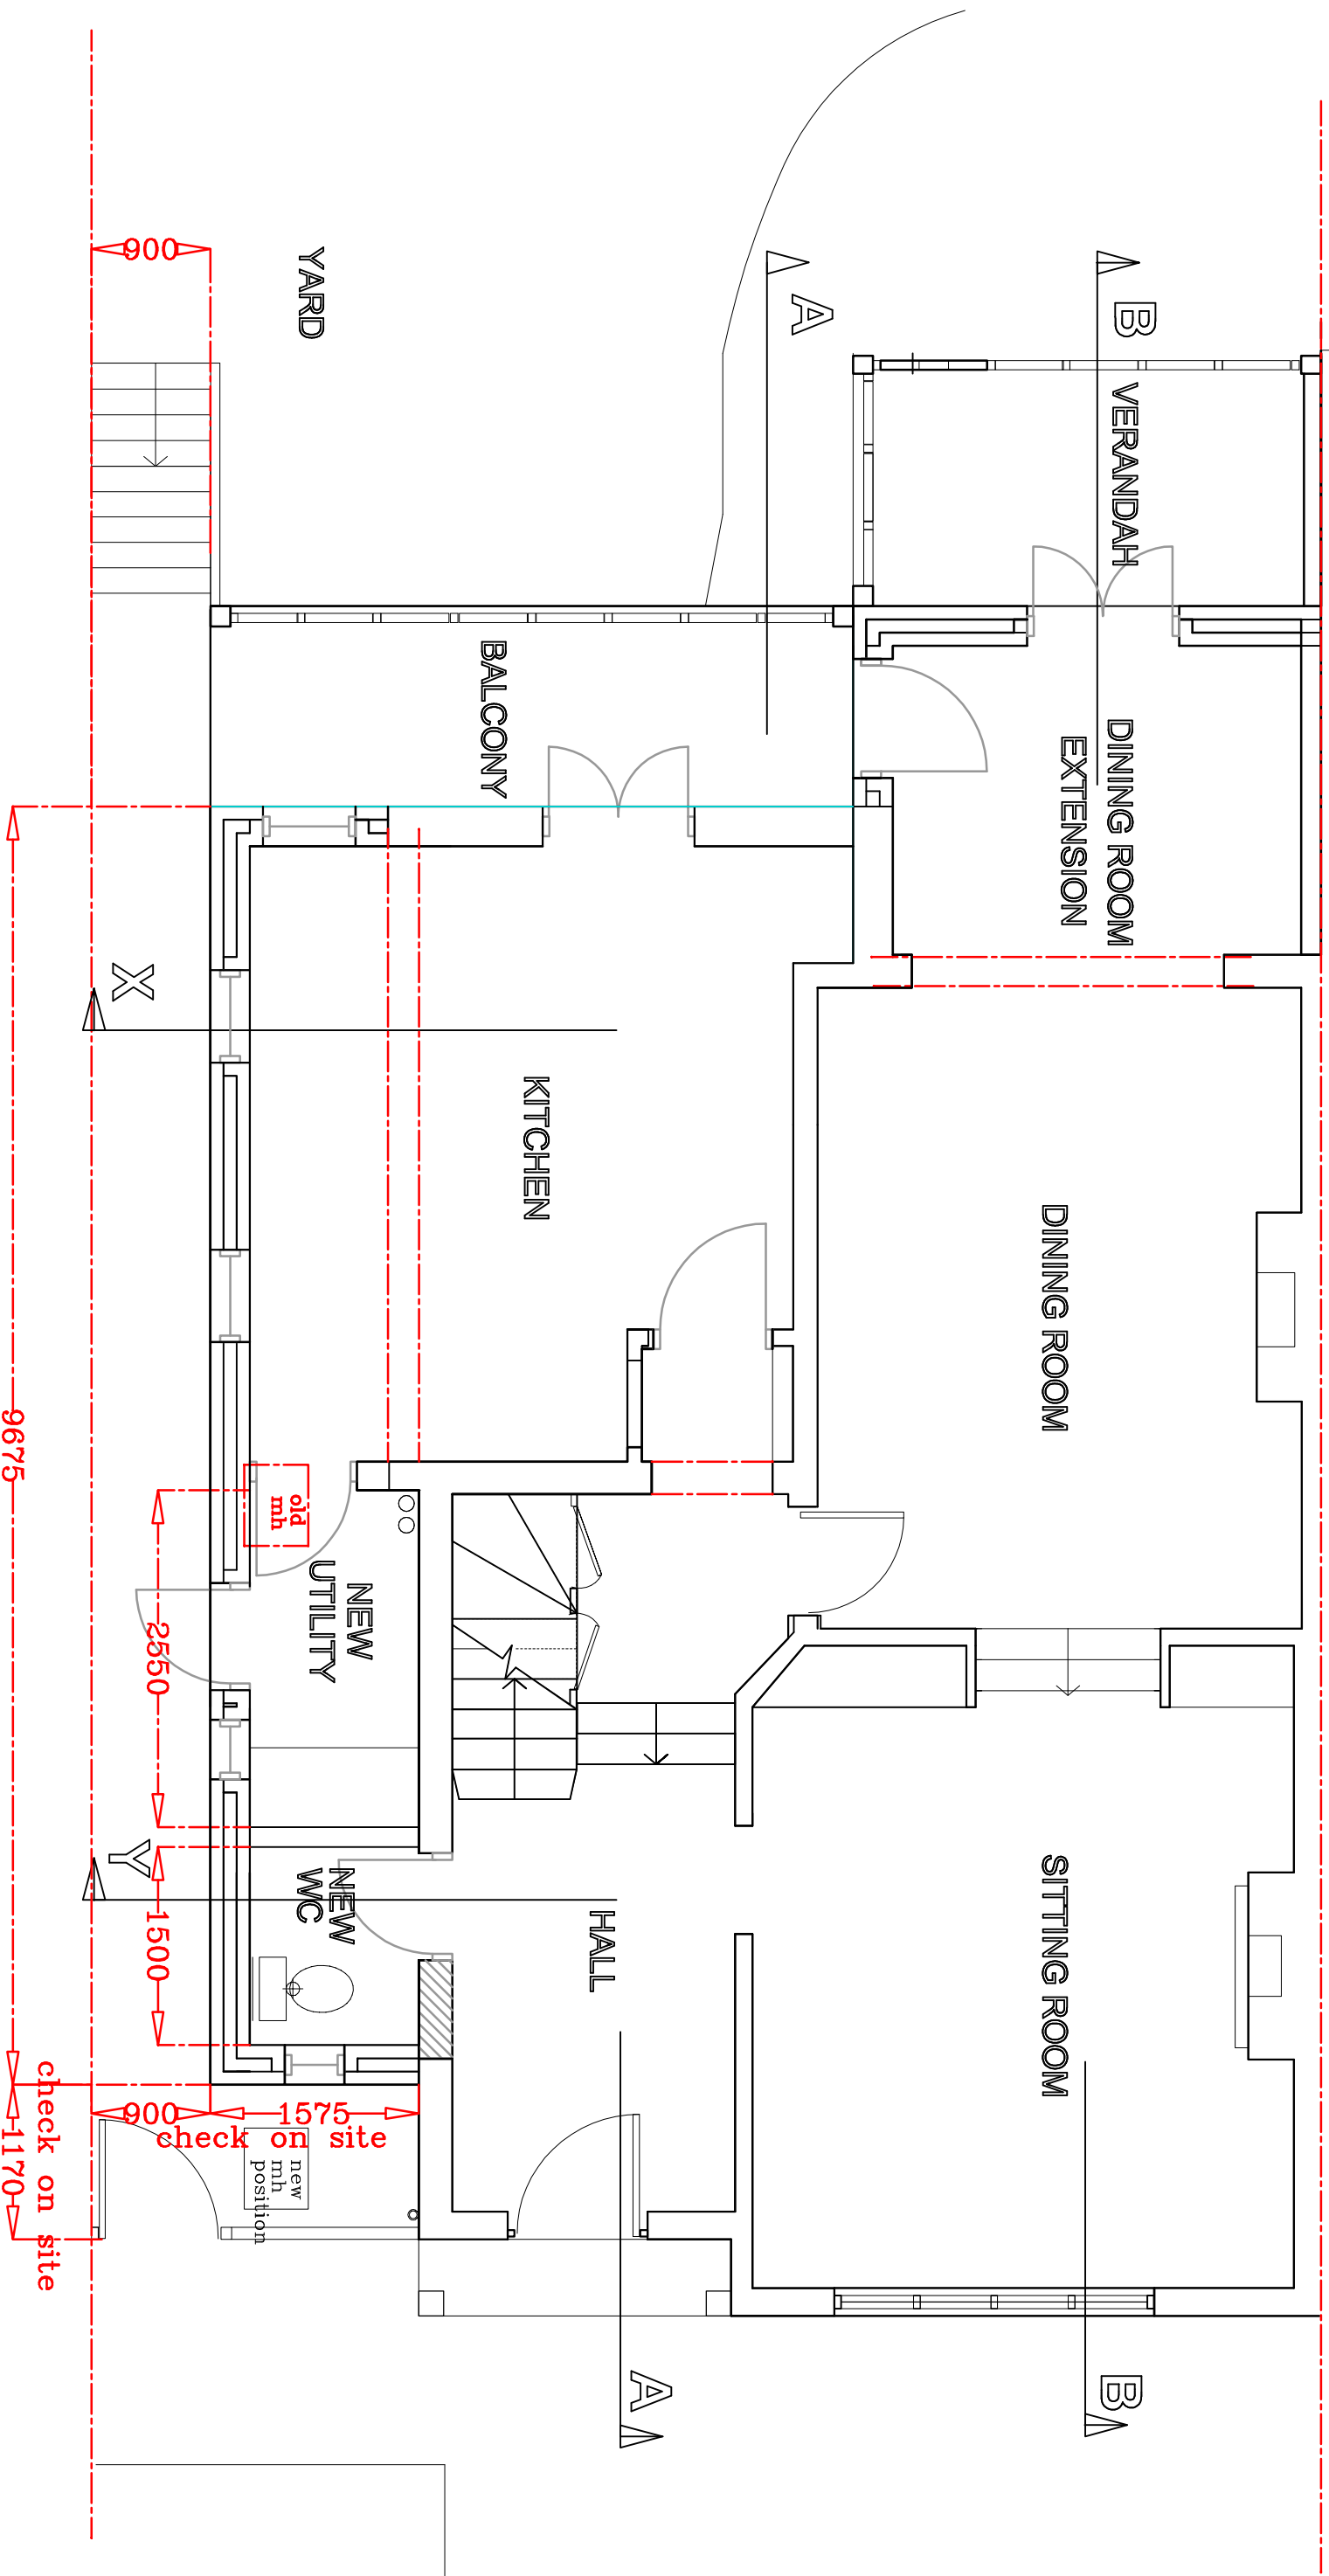 900
YARD
A
B
VERANDAH
BALCONY
DINING ROOM
EXTENSION
X
KITCHEN
DINING ROOM
9675
old
mh
NEW
UTILITY
2550
Y
NEW
WC
1500
HALL
SITTING ROOM
900
1575
check on site
check on site
1170
new
mh
position
A
B